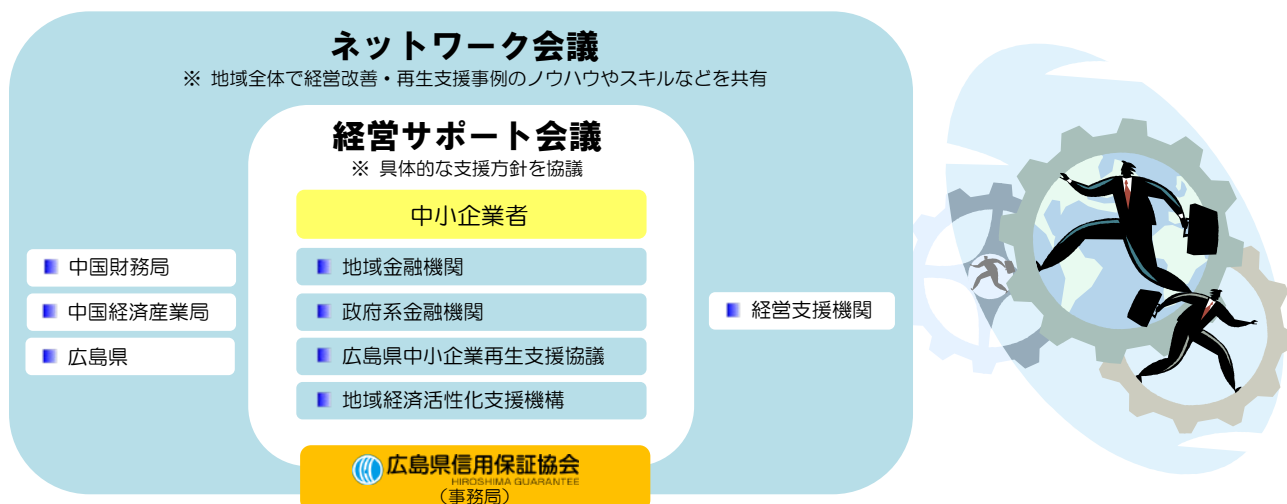 ネットワーク会議
※ 地域全体で経営改善・再生支援事例のノウハウやスキルなどを共有
経営サポート会議
※ 具体的な支援方針を協議
中小企業者
中国財務局
中国経済産業局
広島県
地域金融機関
政府系金融機関
広島県中小企業再生支援協議
地域経済活性化支援機構
経営支援機関
広島県信用保証協会
HIROSHIMA GUARANTEE
（事務局）